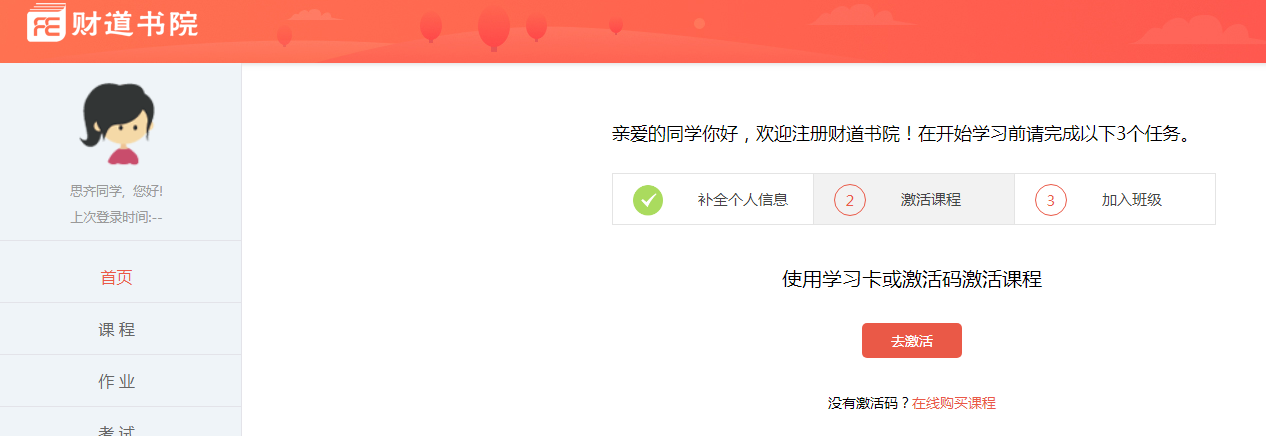 FE 财道书院
思齐同学, 您好!
上次登录时间:--
首页
课 程
作 业
考 试
亲爱的同学你好，欢迎注册财道书院！在开始学习前请完成以下3个任务。
补全个人信息
2 激活课程
3 加入班级
使用学习卡或激活码激活课程
去激活
没有激活码？在线购买课程